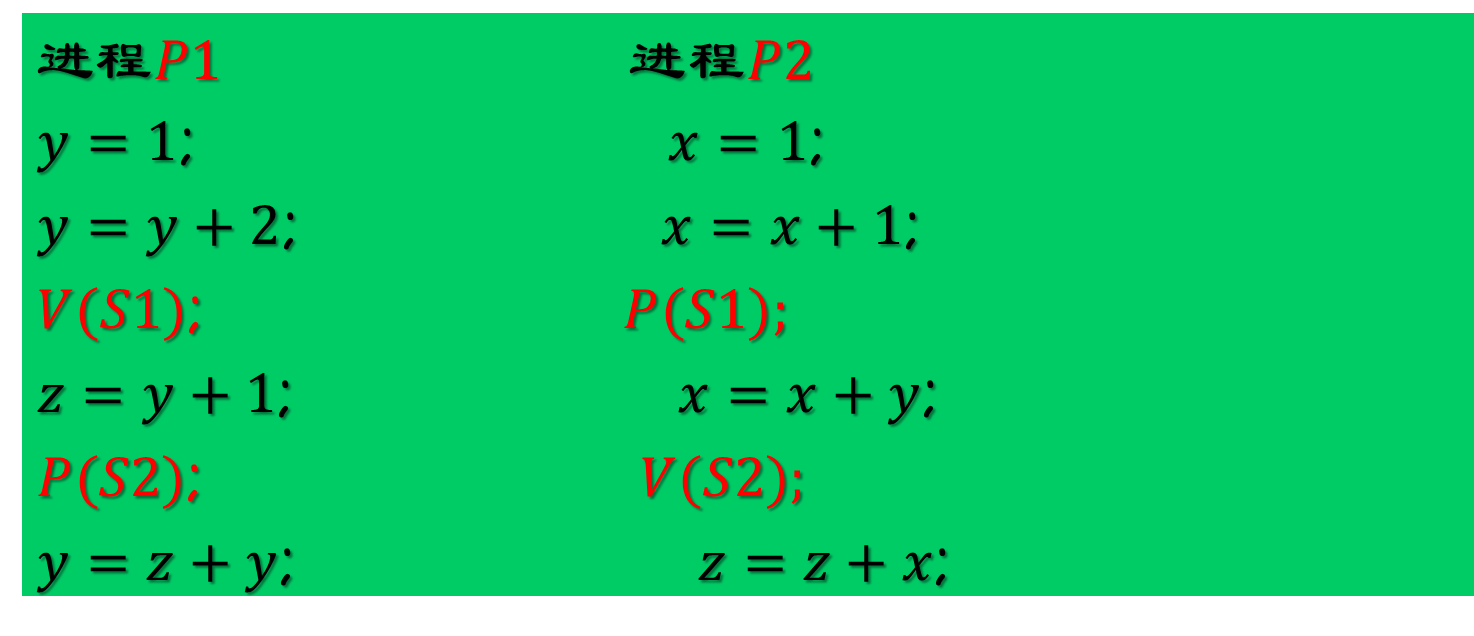 进程P1 进程P2
y = 1; x = 1;
y = y + 2; x = x + 1;
V(S1); P(S1);
z = y + 1; x = x + y;
P(S2); V(S2);
y = z + y; z = z + x;